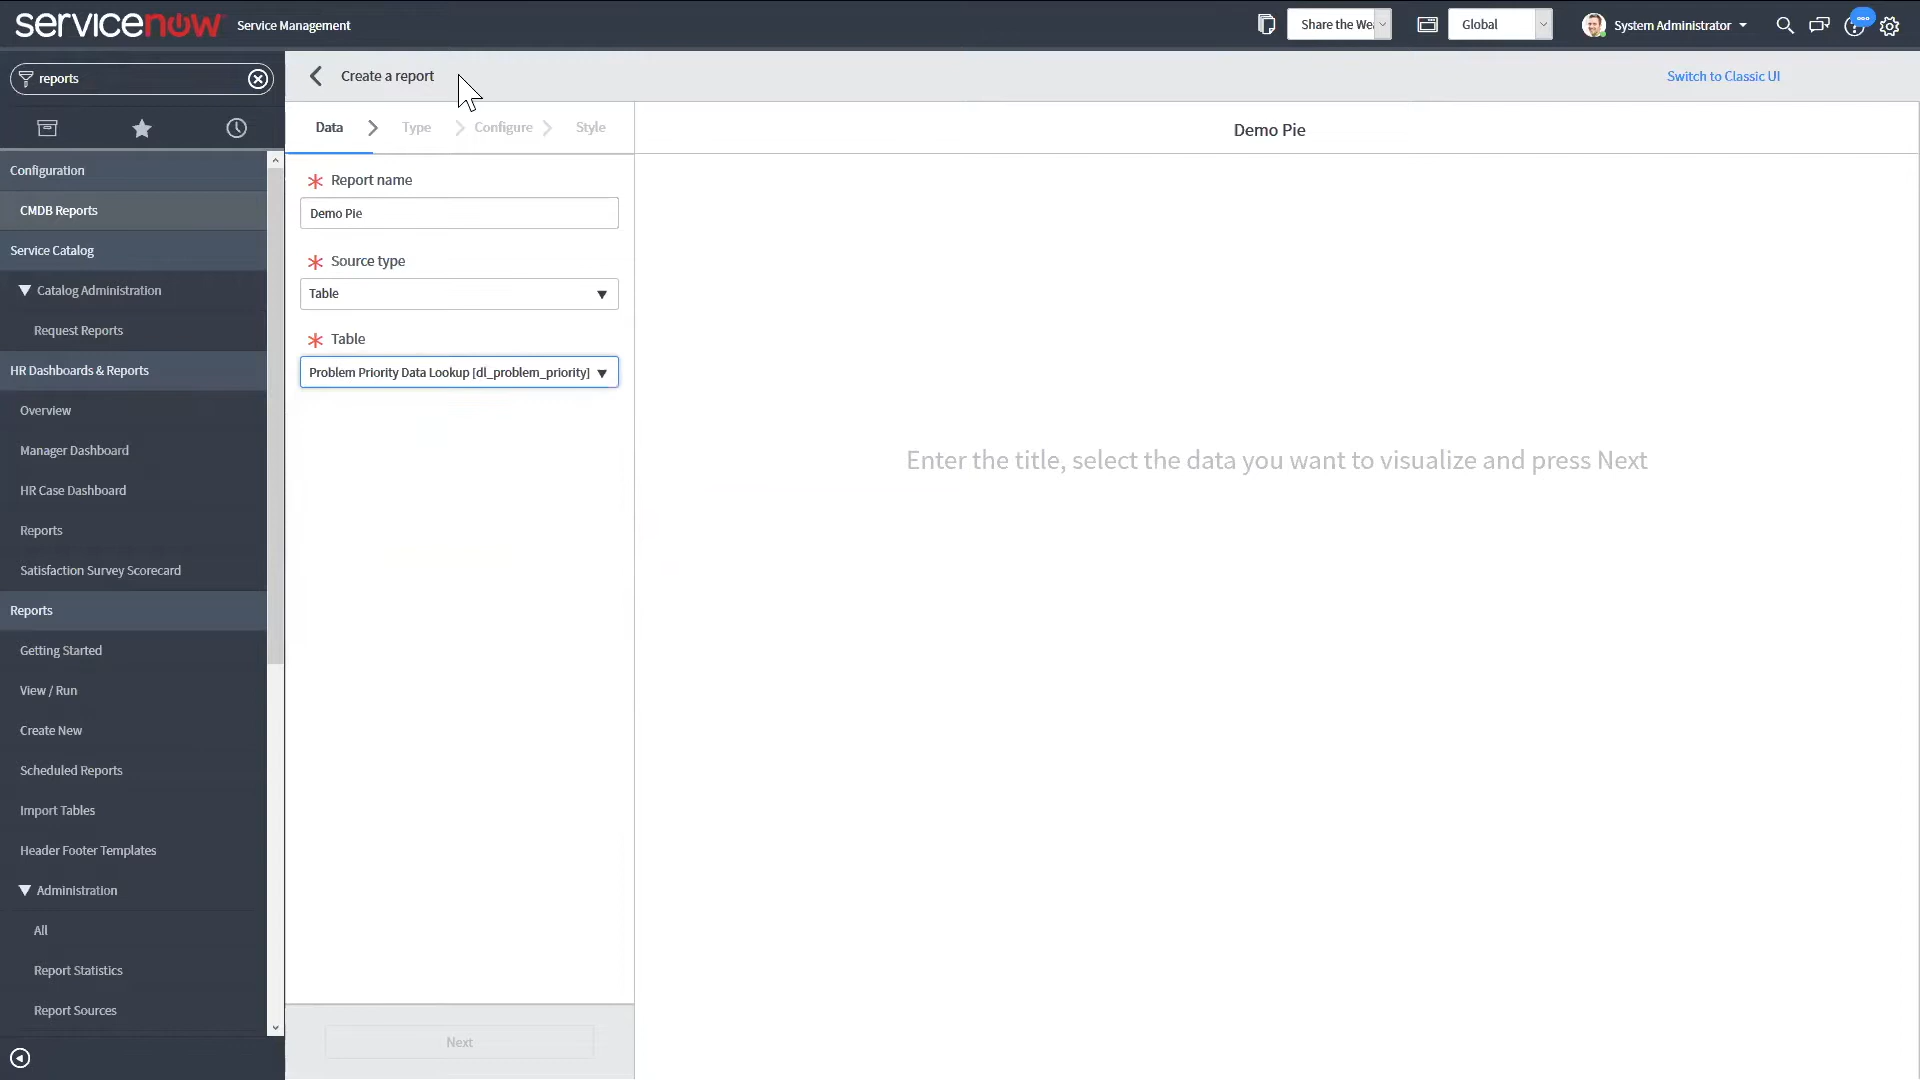 servicenow Service Management
Share the We
Global
System Administrator
reports
Create a report
Switch to Classic UI
Data
Type
Configure
Style
Demo Pie
Configuration
CMDB Reports
Service Catalog
Catalog Administration
Request Reports
HR Dashboards & Reports
Overview
Manager Dashboard
HR Case Dashboard
Reports
Satisfaction Survey Scorecard
Reports
Getting Started
View / Run
Create New
Scheduled Reports
Import Tables
Header Footer Templates
Administration
All
Report Statistics
Report Sources
Report name
Demo Pie
Source type
Table
Table
Problem Priority Data Lookup [dl_problem_priority]
Next
Enter the title, select the data you want to visualize and press Next